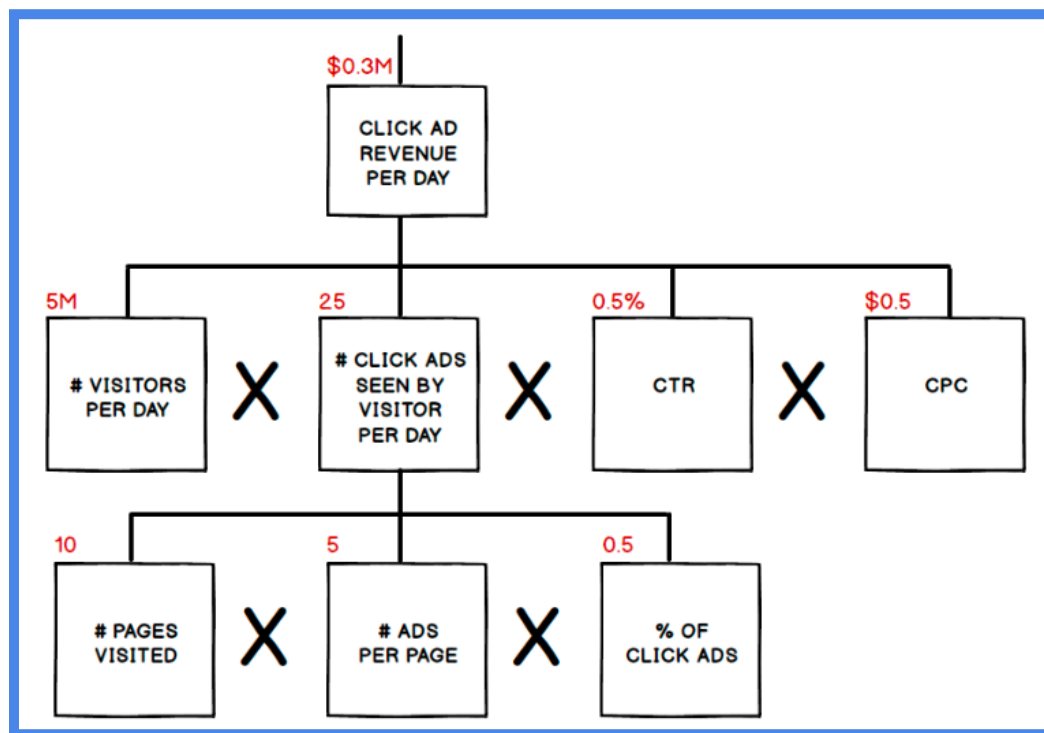 $0.3M
CLICK AD
REVENUE
PER DAY
5M
# VISITORS
PER DAY
X
25
# CLICK ADS
SEEN BY
VISITOR
PER DAY
X
0.5%
CTR
X
$0.5
CPC
10
# PAGES
VISITED
X
5
# ADS
PER PAGE
X
0.5
% OF
CLICK ADS